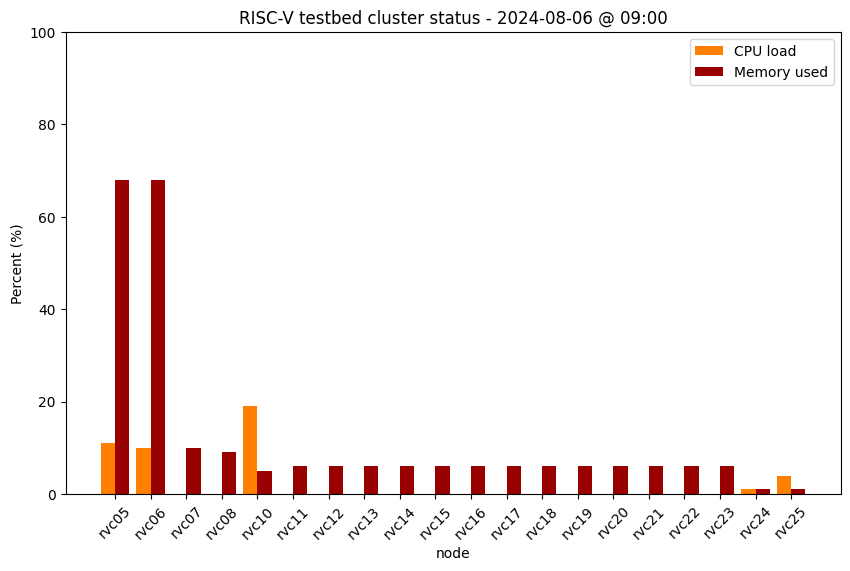 RISC-V testbed cluster status - 2024-08-06 @ 09:00
CPU load
Memory used
Percent (%)
100
80
60
40
20
0
rvc05 rvc06 rvc07 rvc08 rvc10 rvc11 rvc12 rvc13 rvc14 rvc15 rvc16 rvc17 rvc18 rvc19 rvc20 rvc21 rvc22 rvc23 rvc24 rvc25
node